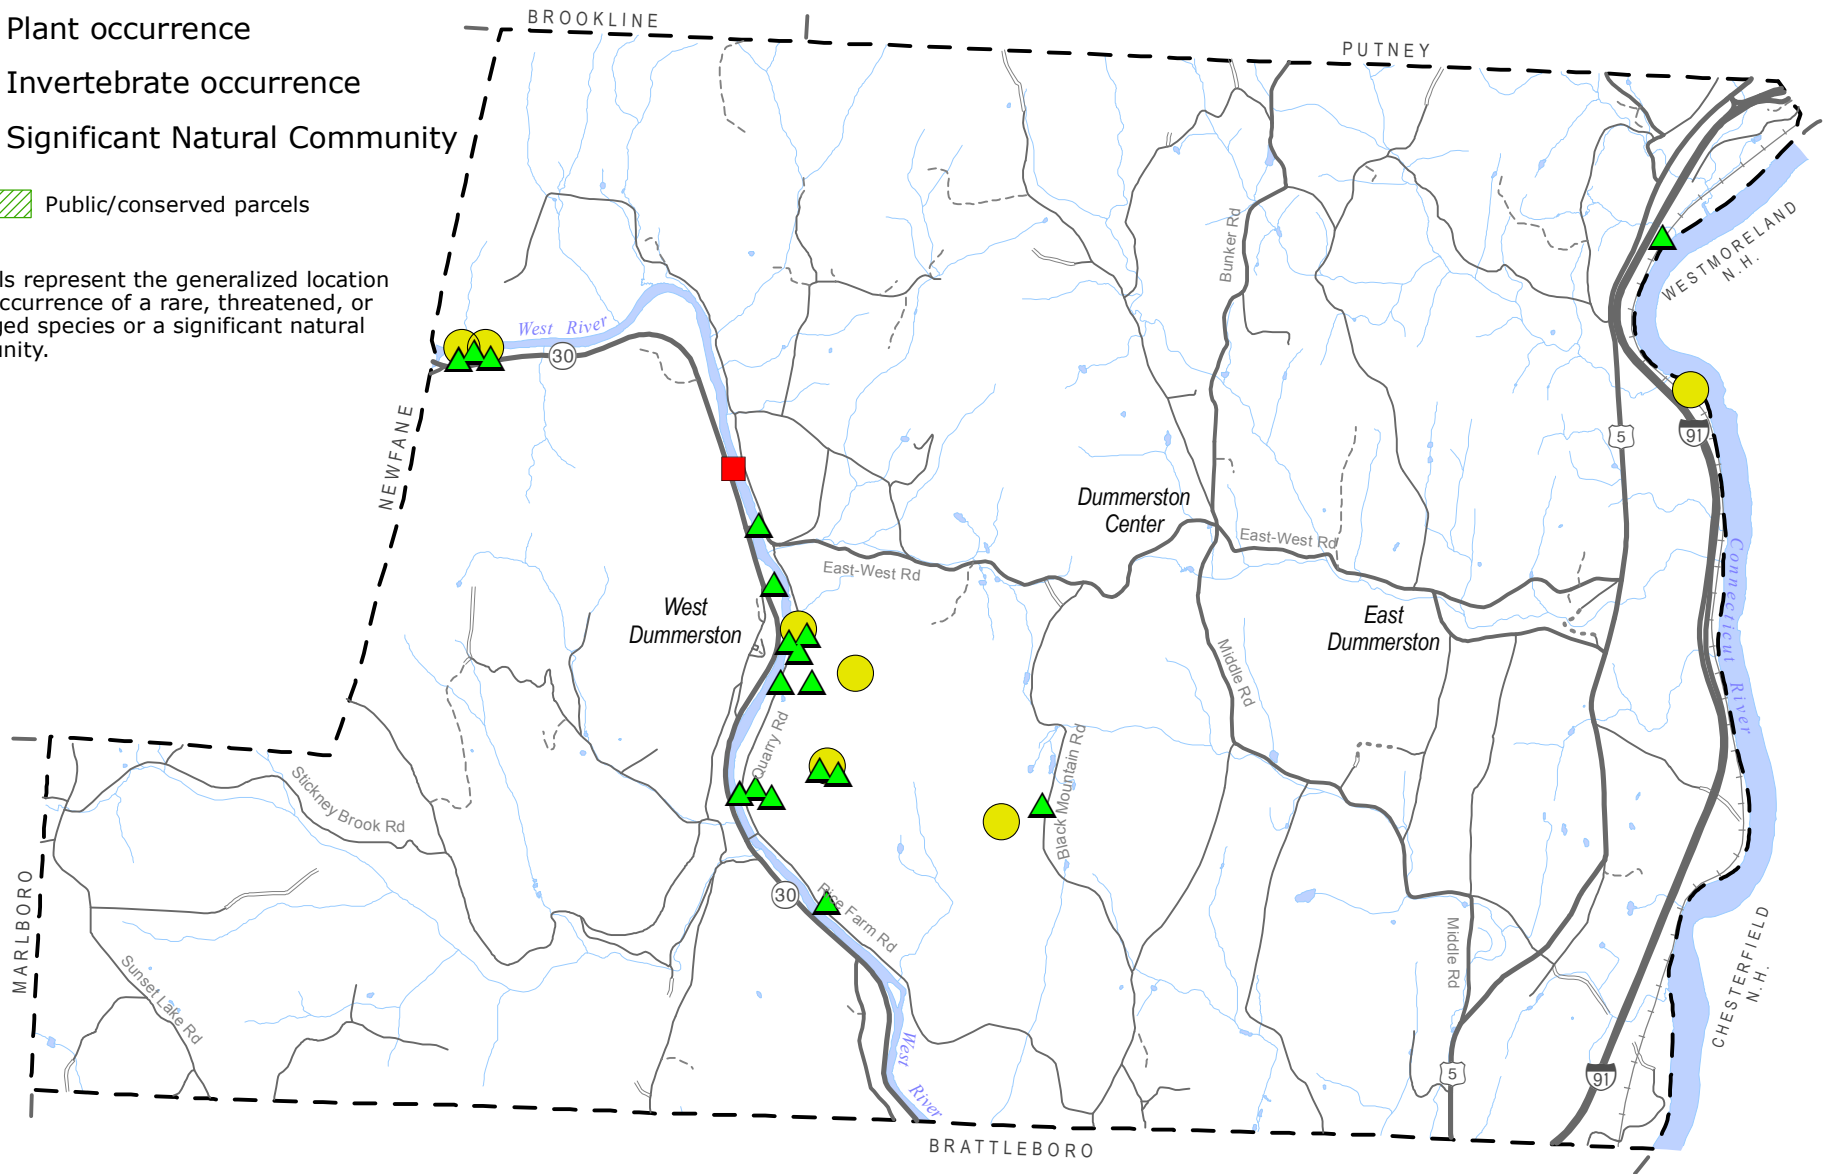 Plant occurrence
Invertebrate occurrence
Significant Natural Community
Public/conserved parcels
ls represent the generalized location
ccurrence of a rare, threatened, or
ged species or a significant natural
unity.
BROOKLINE
PUTNEY
WESTMORELAND
N.H.
NEWFANE
West River
30
Bunker Rd
5
91
Dummerston
Center
East-West Rd
East-West Rd
West
Dummerston
East
Dummerston
Connecticut River
Middle Rd
Quarry Rd
Black Mountain Rd
Stickney Brook Rd
MARLBORO
30
Rice Farm Rd
Sunset Lake Rd
Middle Rd
CHESTERFIELD
N.H.
West River
5
91
BRATTLEBORO